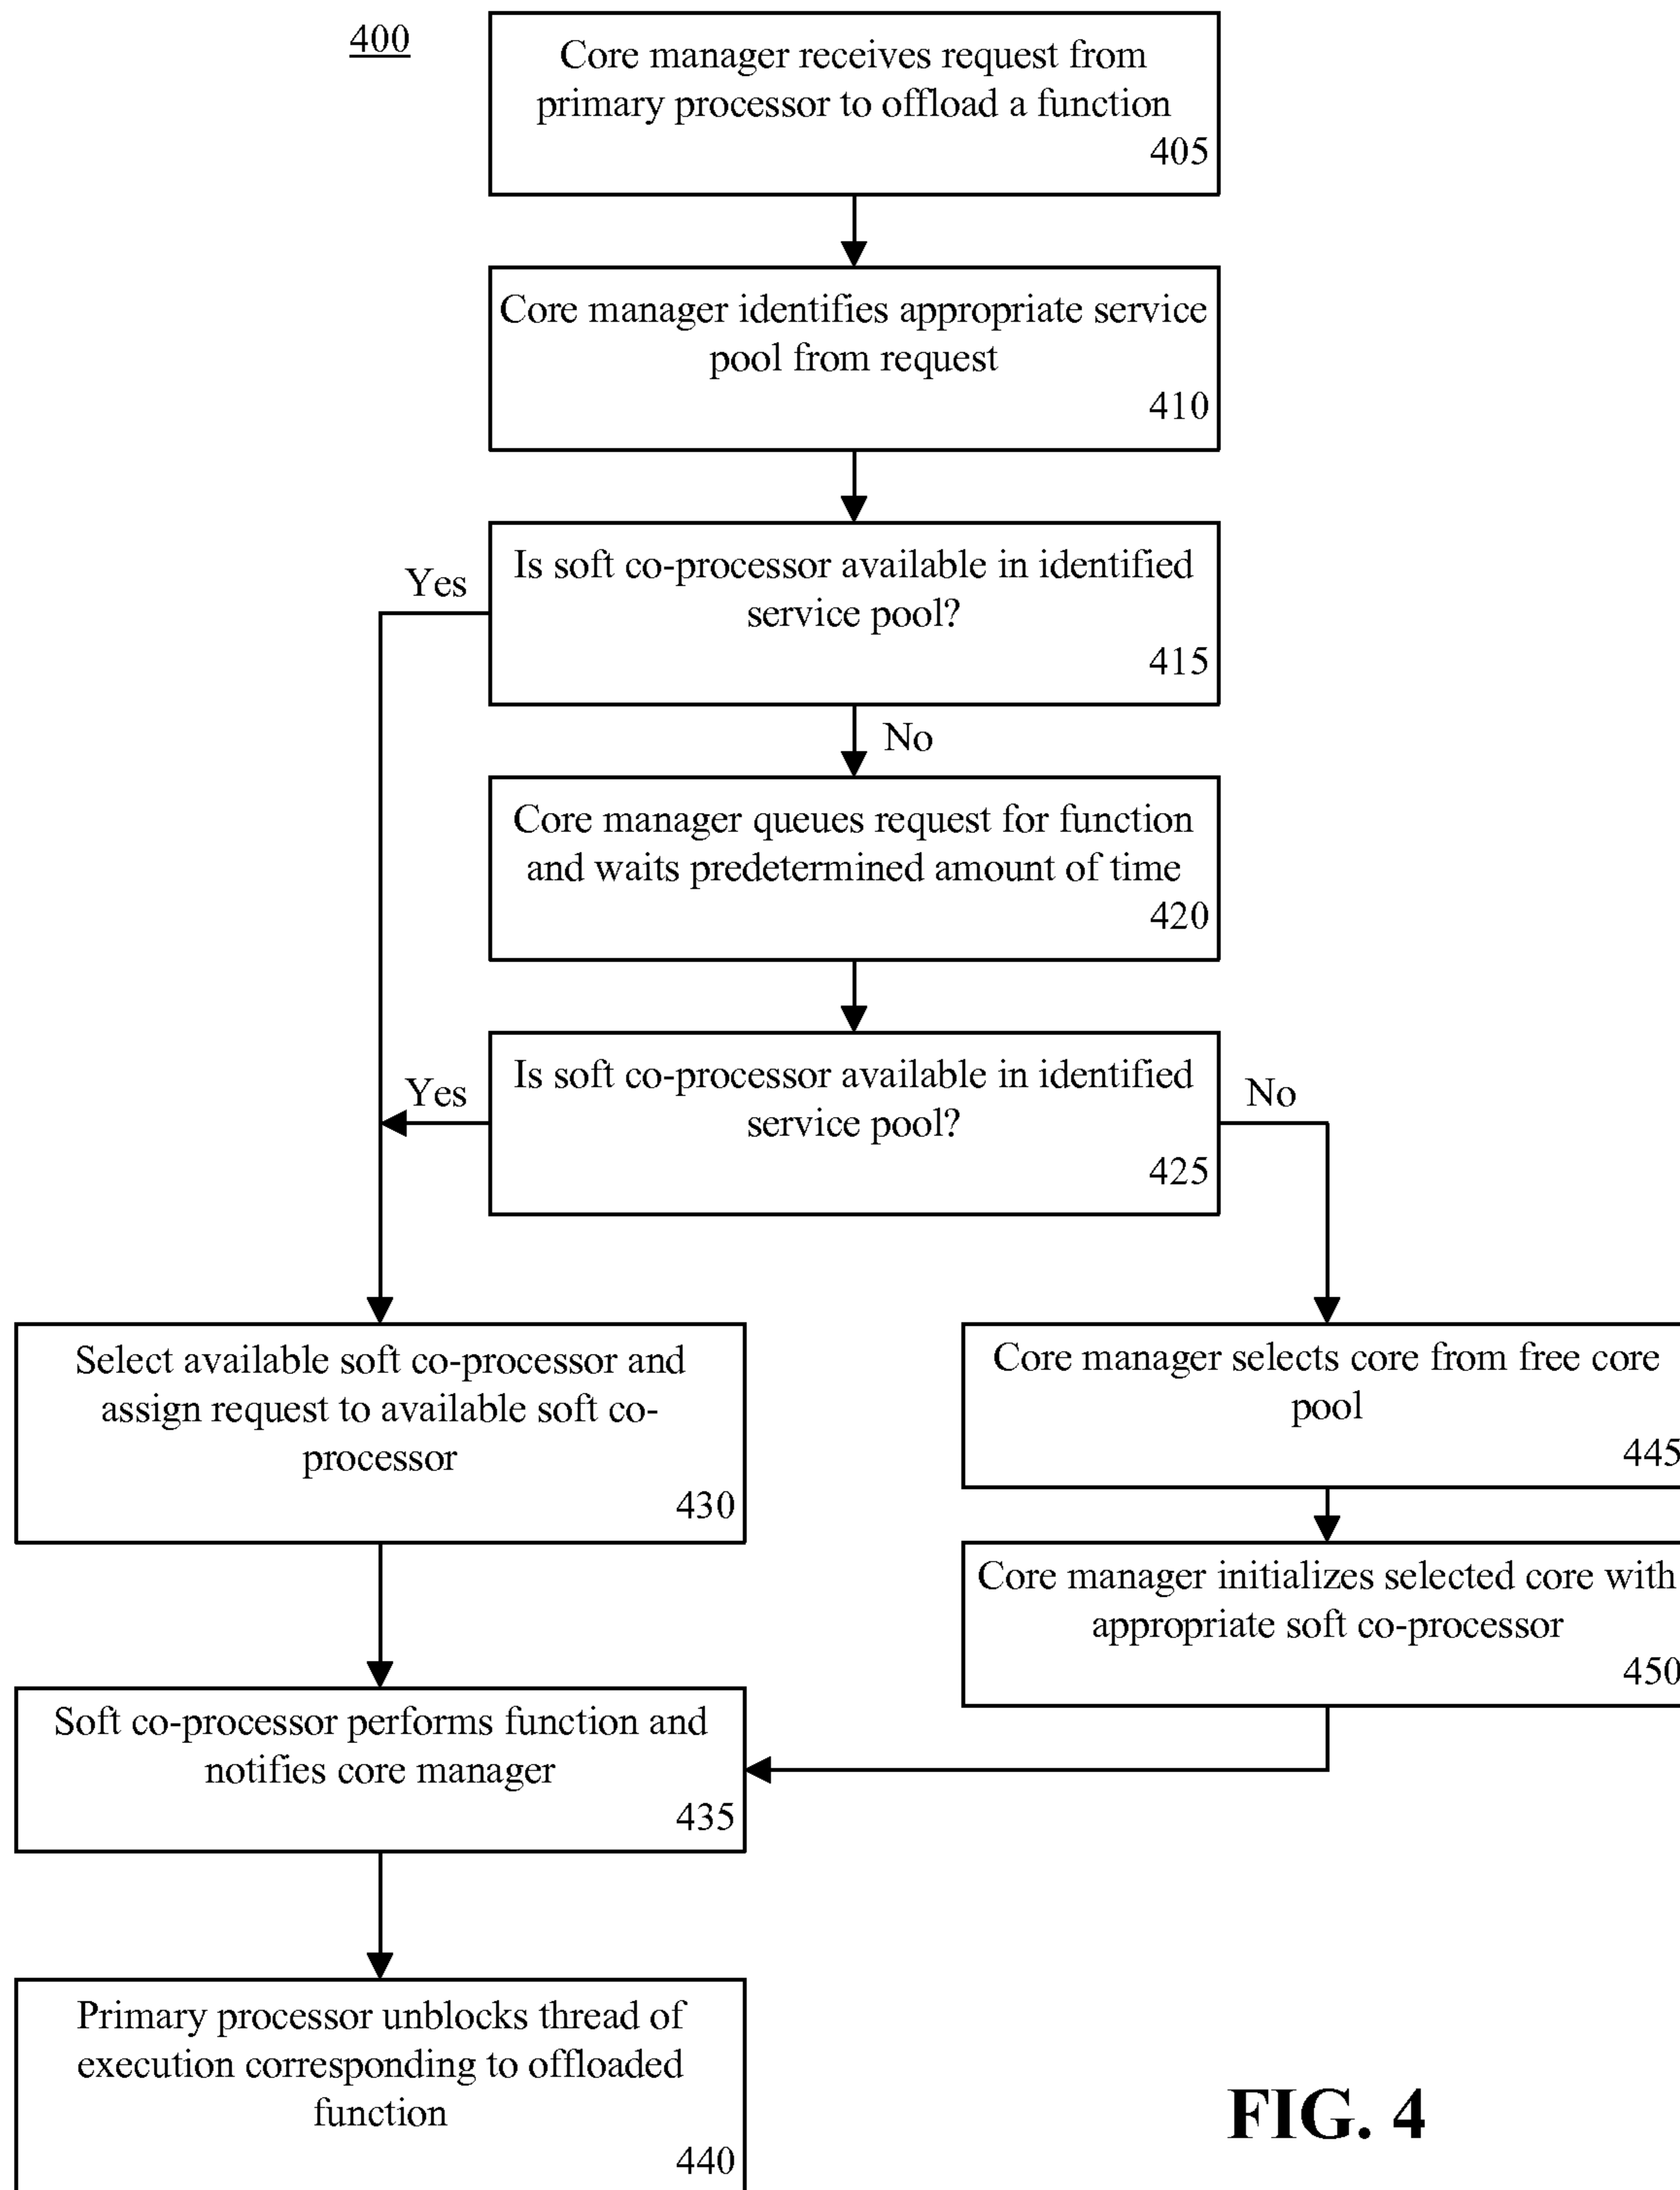 400
Core manager receives request from
primary processor to offload a function
405
Core manager identifies appropriate service
pool from request
410
Is soft co-processor available in identified
service pool?
415
Yes
No
Core manager queues request for function
and waits predetermined amount of time
420
Is soft co-processor available in identified
service pool?
425
Yes
No
Select available soft co-processor and
assign request to available soft co-
processor
430
Core manager selects core from free core
pool
445
Core manager initializes selected core with
appropriate soft co-processor
450
Soft co-processor performs function and
notifies core manager
435
Primary processor unblocks thread of
execution corresponding to offloaded
function
440
FIG. 4